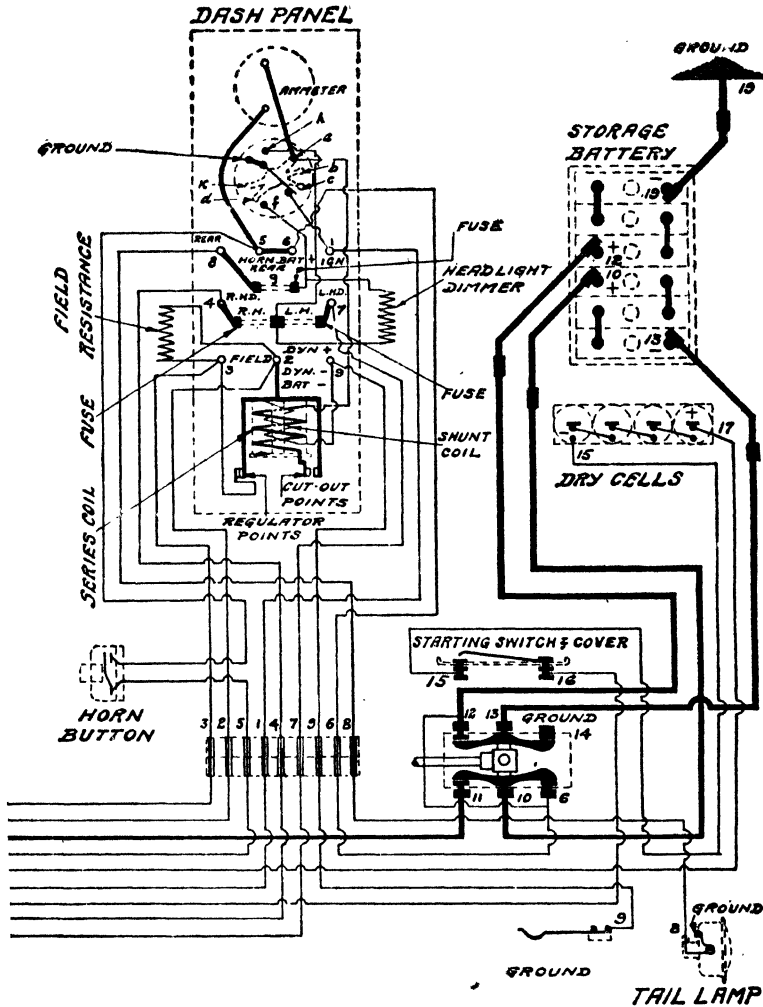 DASH PANEL
AMMETER
h
a
GROUND
b
c
K
d
f
REAR
8
5
6
HORN BAT +
REAR
1
IGN
9
FUSE
HEADLIGHT
DIMMER
FIELD
RESISTANCE
4
R.HD.
R.H.
L.H.
L.HD
7
FUSE
FUSE
3
FIELD
2
DYN +
9
DYN. -
BAT -
SHUNT
COIL
CUT-OUT
POINTS
REGULATOR
POINTS
SERIES COIL
HORN
BUTTON
3 2 5 1 4 7 9 6 8
GROUND
19
STORAGE
BATTERY
19 -
+
12
10
+
13 -
+
17
-
15
DRY CELLS
STARTING SWITCH & COVER
15
16
12
13
GROUND
14
11
10
6
9
GROUND
8
GROUND
TAIL LAMP